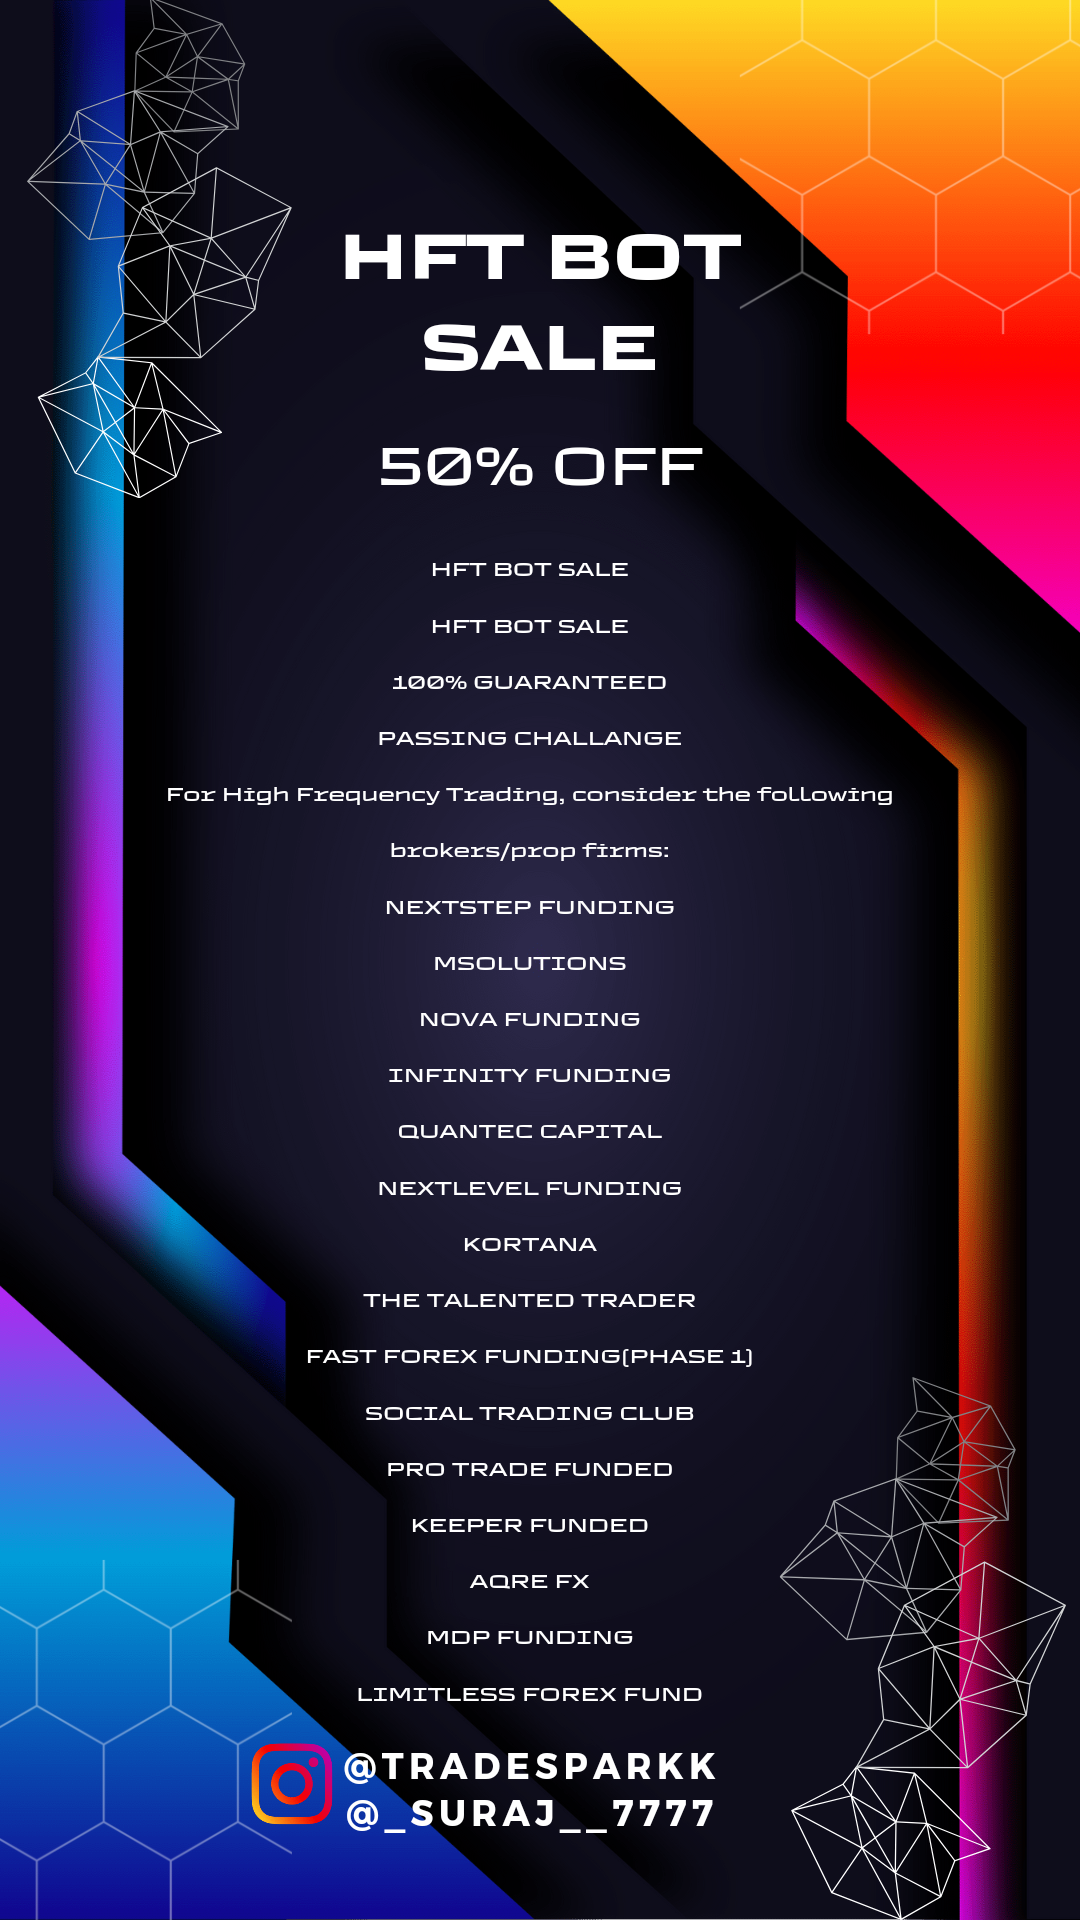 HFT BOT
SALE
50% OFF
HFT BOT SALE
HFT BOT SALE
100% GUARANTEED
PASSING CHALLANGE
For High Frequency Trading, consider the following
brokers/prop firms:
NEXTSTEP FUNDING
MSOLUTIONS
NOVA FUNDING
INFINITY FUNDING
QUANTEC CAPITAL
NEXTLEVEL FUNDING
KORTANA
THE TALENTED TRADER
FAST FOREX FUNDING(PHASE 1)
SOCIAL TRADING CLUB
PRO TRADE FUNDED
KEEPER FUNDED
AQRE FX
MDP FUNDING
LIMITLESS FOREX FUND
@TRADESPARKK
@_SURAJ__7777